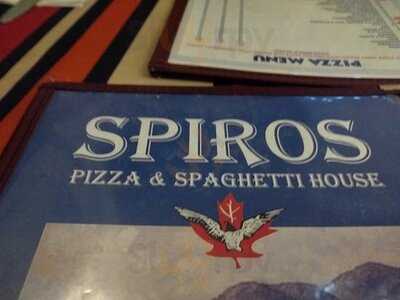 PIZZA MENU
SPIROS
PIZZA & SPAGHETTI HOUSE